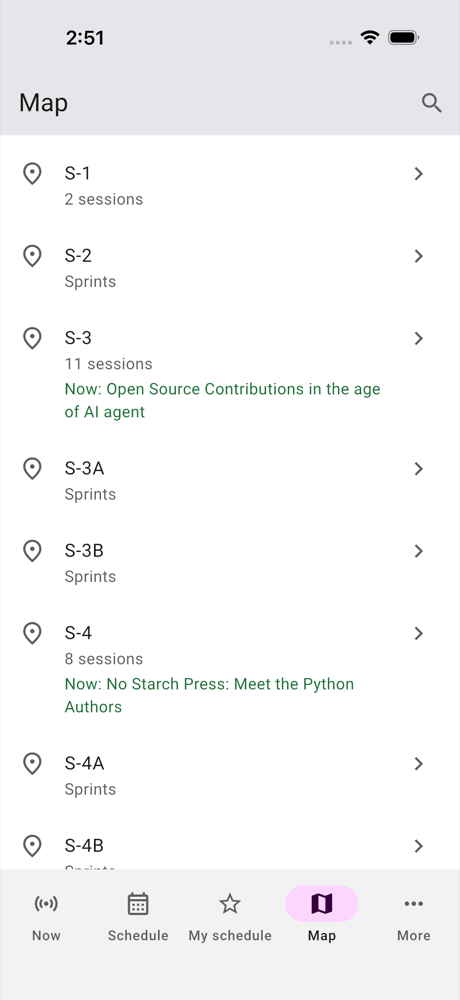 2:51
Map
S-1
2 sessions
S-2
Sprints
S-3
11 sessions
Now: Open Source Contributions in the age
of AI agent
S-3A
Sprints
S-3B
Sprints
S-4
8 sessions
Now: No Starch Press: Meet the Python
Authors
S-4A
Sprints
S-4B
Sprints
Now
Schedule
My schedule
Map
More